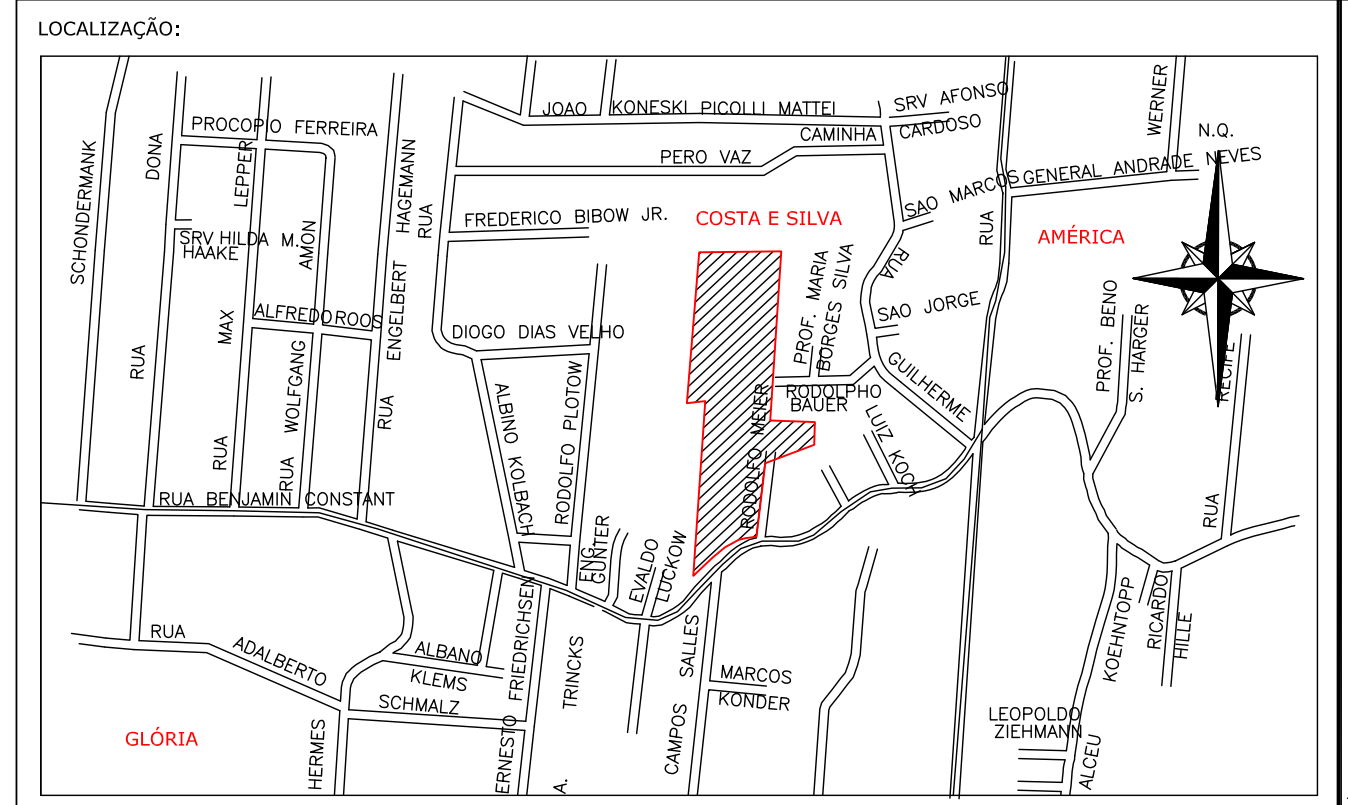 LOCALIZAÇÃO:
SCHONDERMANK
RUA
DONA
PROCOPIO FERREIRA
SRV HILDA M.
HAAKE
RUA
MAX
LEPPER
RUA WOLFGANG
AMON
ALFREDO ROOS
RUA
ENGELBERT
HAGEMANN
RUA
JOAO
KONESKI PICOLLI MATTEI
SRV AFONSO
CARDOSO
CAMINHA
PERO VAZ
FREDERICO BIBOW JR.
COSTA E SILVA
DIOGO DIAS VELHO
ALBINO KOLBACH
RODOLFO PLOTOW
PROF. MARIA
BORGES SILVA
RODOLPHO
BAUER
RODOLFO MEIER
LUIZ KOCH
SAO MARCOS
RUA
SAO JORGE
GUILHERME
RUA
GENERAL ANDRADE NEVES
WERNER
N.Q.
AMÉRICA
PROF. BENO
S. HARGER
RECIFE
RUA
RUA BENJAMIN CONSTANT
ENG.
GUNTER
EVALDO
LUCKOW
RUA
ADALBERTO
SCHMALZ
ALBANO
KLEMS
GLÓRIA
HERMES
ERNESTO
FRIEDRICHSEN
A.
TRINCKS
CAMPOS
SALLES
MARCOS
KONDER
KOEHNTOPP
ALCEU
RICARDO
HILLE
LEOPOLDO
ZIEHMANN